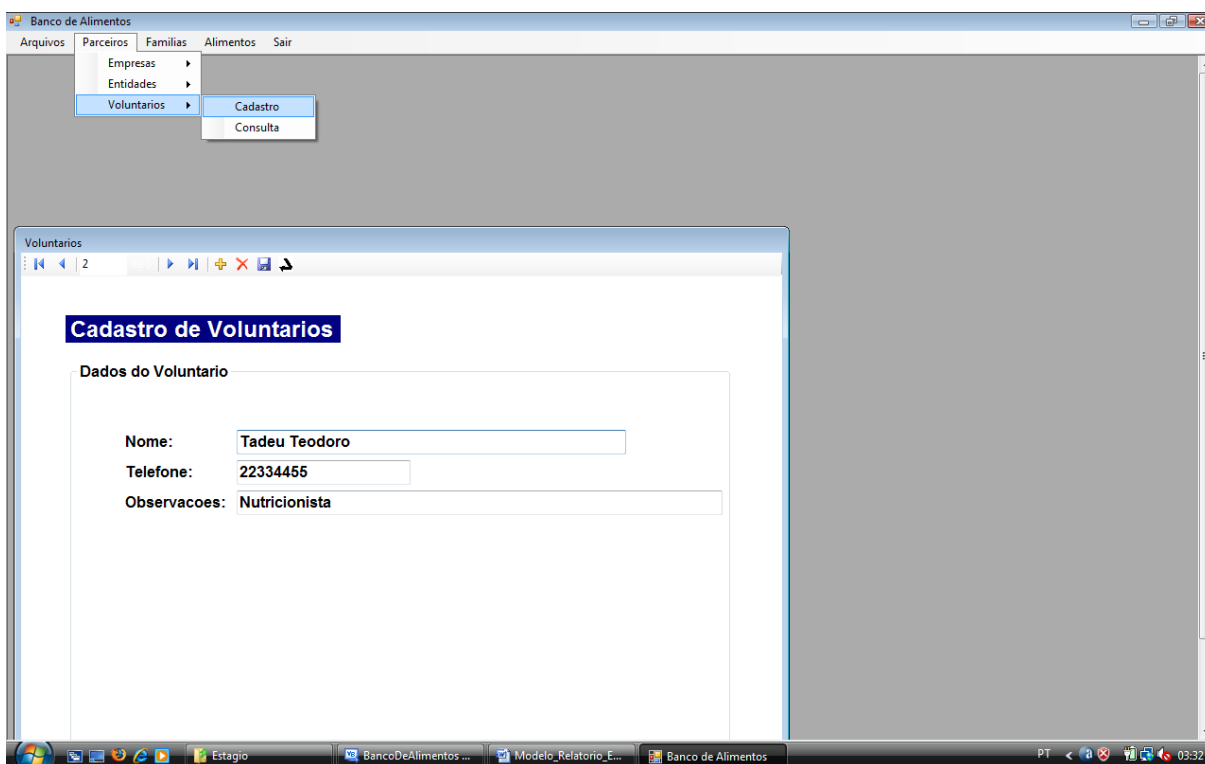 Banco de Alimentos
Arquivos Parceiros Familias Alimentos Sair
Empresas
Entidades
Voluntarios
Cadastro
Consulta
Voluntarios
2
Cadastro de Voluntarios
Dados do Voluntario
Nome: Tadeu Teodoro
Telefone: 22334455
Observacoes: Nutricionista
Estagio BancoDeAlimentos ... Modelo_Relatorio_E... Banco de Alimentos PT 03:32